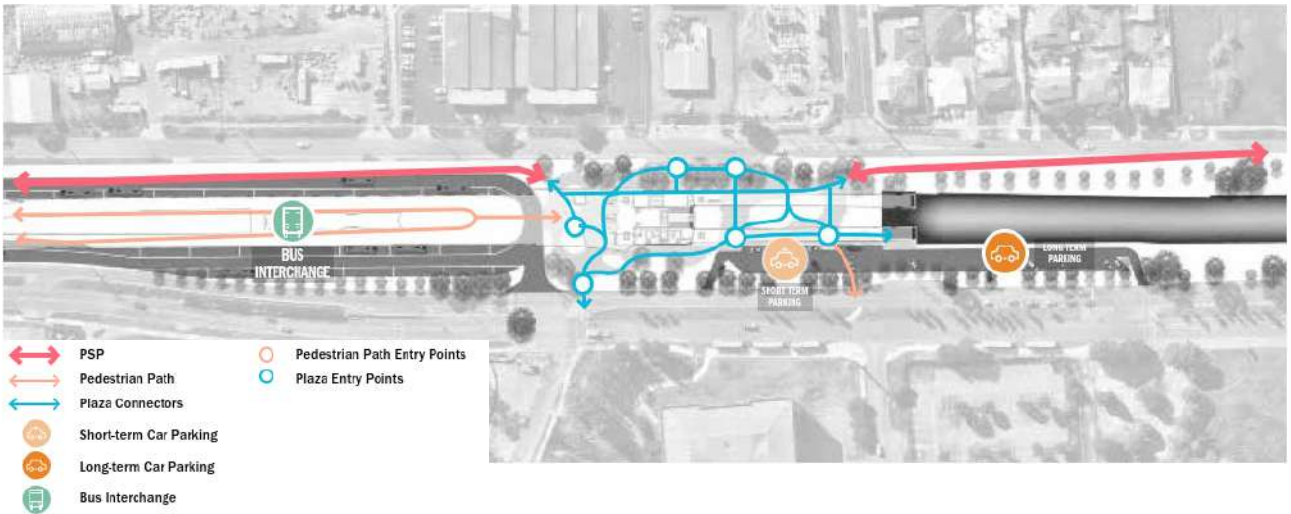 BUS
INTERCHANGE
LONG TERM
PARKING
SHORT TERM
PARKING
PSP
Pedestrian Path
Plaza Connectors
Short-term Car Parking
Long-term Car Parking
Bus Interchange
Pedestrian Path Entry Points
Plaza Entry Points